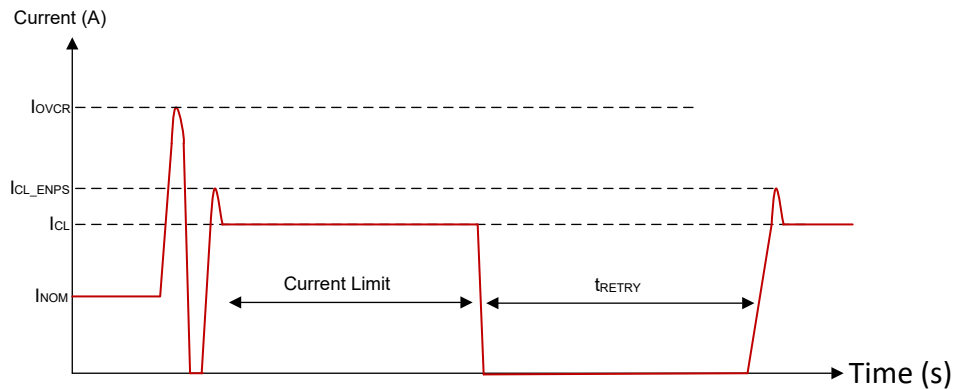 Current (A)
IOVCR
ICL_ENPS
ICL
Current Limit
tRETRY
INOM
Time (s)